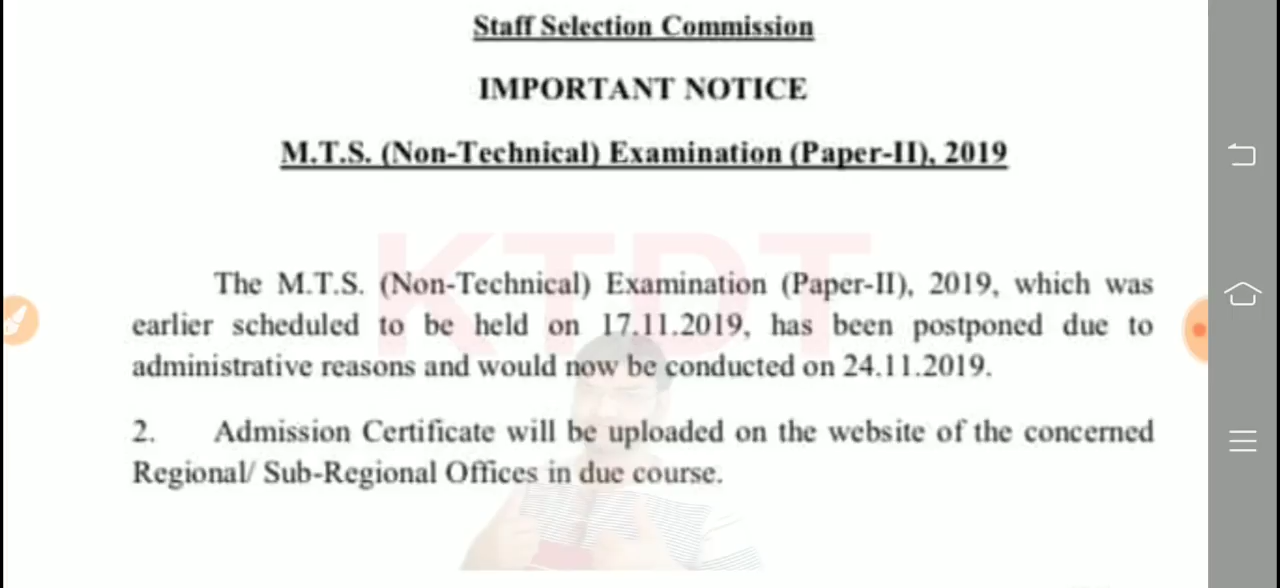 Staff Selection Commission
IMPORTANT NOTICE
M.T.S. (Non-Technical) Examination (Paper-II), 2019
KTDT
The M.T.S. (Non-Technical) Examination (Paper-II), 2019, which was
earlier scheduled to be held on 17.11.2019, has been postponed due to
administrative reasons and would now be conducted on 24.11.2019.
2. Admission Certificate will be uploaded on the website of the concerned
Regional/ Sub-Regional Offices in due course.